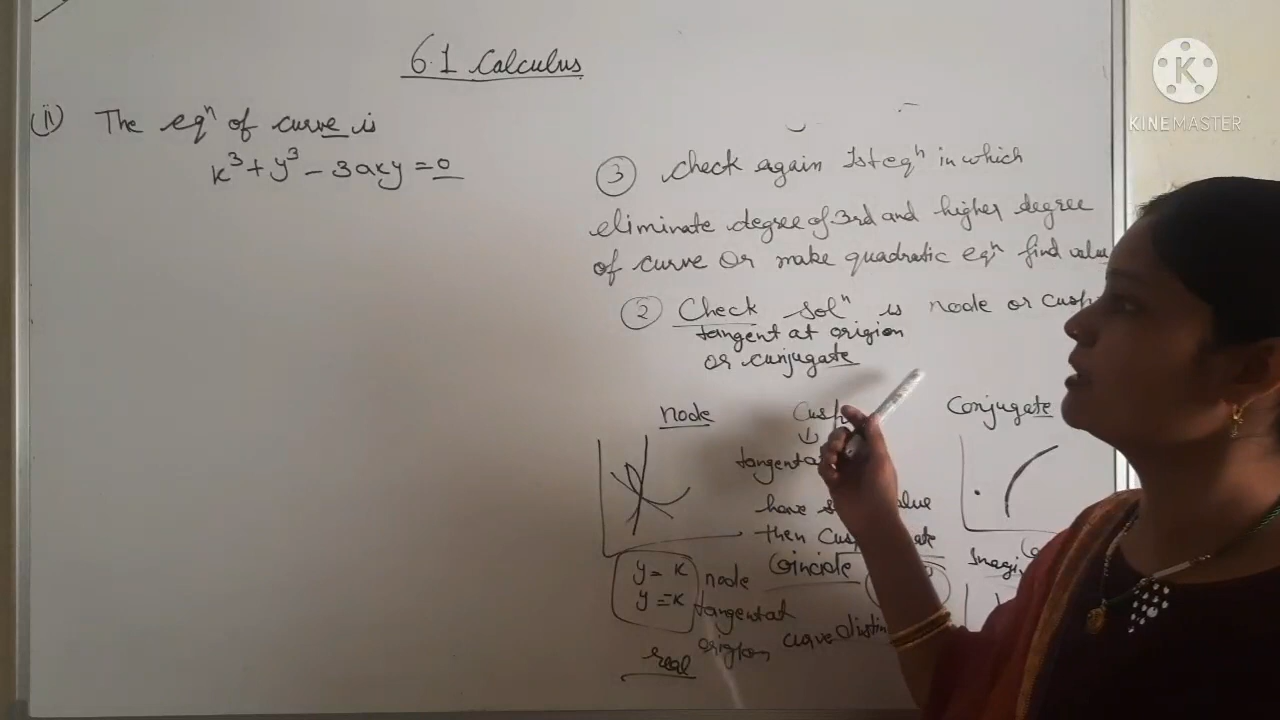 6.1 Calculus
(ii) The eqⁿ of curve is
x³ + y³ - 3axy = 0
KINEMASTER
③ check again 1st eqⁿ in which
eliminate degree of 3rd and higher degree
of curve or make quadratic eqⁿ find value
② Check solⁿ is node or cusp
tangent at origion
or conjugate
node
y = x
y = -x
node
tangent at
origion
real
Cusp
tangent
have
then Cusp
Coincide
curve distin
Conjugate
Imagi